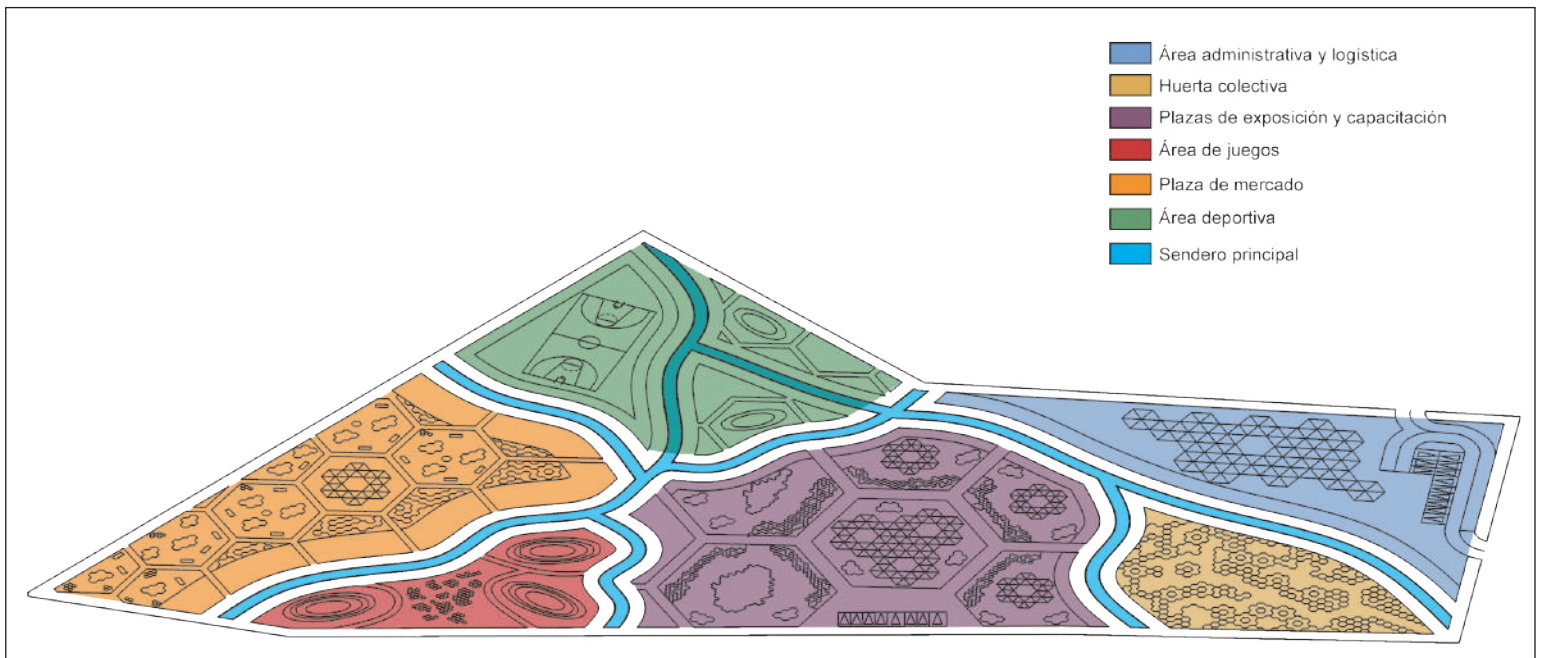 Área administrativa y logística
Huerta colectiva
Plazas de exposición y capacitación
Área de juegos
Plaza de mercado
Área deportiva
Sendero principal